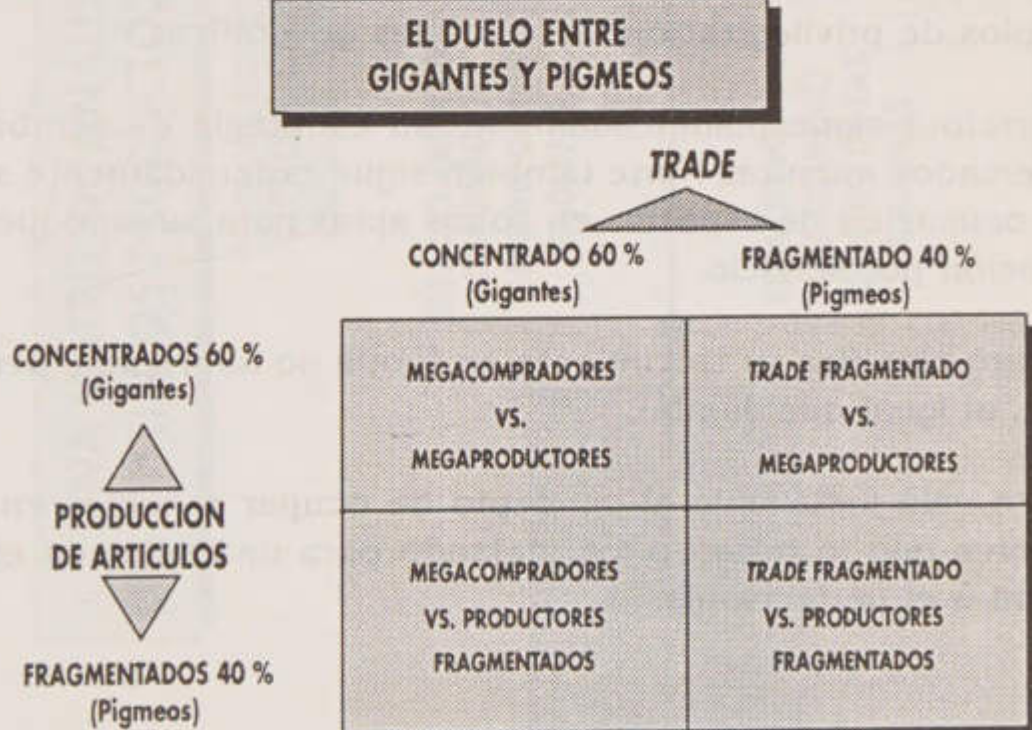 EL DUELO ENTRE
GIGANTES Y PIGMEOS
TRADE
CONCENTRADO 60 %
(Gigantes)
FRAGMENTADO 40 %
(Pigmeos)
CONCENTRADOS 60 %
(Gigantes)
PRODUCCION
DE ARTICULOS
FRAGMENTADOS 40 %
(Pigmeos)
MEGACOMPRADORES
VS.
MEGAPRODUCTORES
TRADE FRAGMENTADO
VS.
MEGAPRODUCTORES
MEGACOMPRADORES
VS. PRODUCTORES
FRAGMENTADOS
TRADE FRAGMENTADO
VS. PRODUCTORES
FRAGMENTADOS